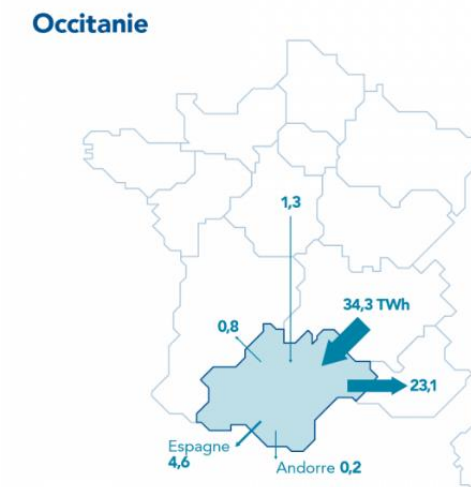 Occitanie
1,3
34,3 TWh
0,8
23,1
Espagne
4,6
Andorre 0,2